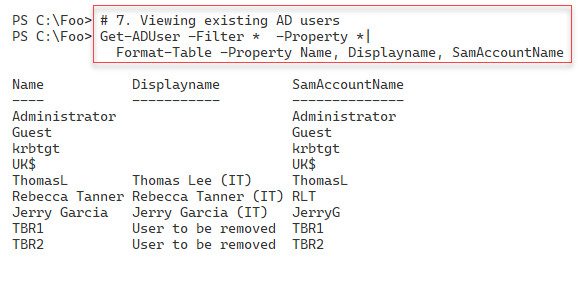 PS C:\Foo> # 7. Viewing existing AD users
PS C:\Foo> Get-ADUser -Filter *  -Property *|
  Format-Table -Property Name, Displayname, SamAccountName
Name           Displayname         SamAccountName
----           -----------         --------------
Administrator                      Administrator
Guest                              Guest
krbtgt                             krbtgt
UK$                                UK$
ThomasL        Thomas Lee (IT)     ThomasL
Rebecca Tanner Rebecca Tanner (IT) RLT
Jerry Garcia   Jerry Garcia (IT)   JerryG
TBR1           User to be removed  TBR1
TBR2           User to be removed  TBR2